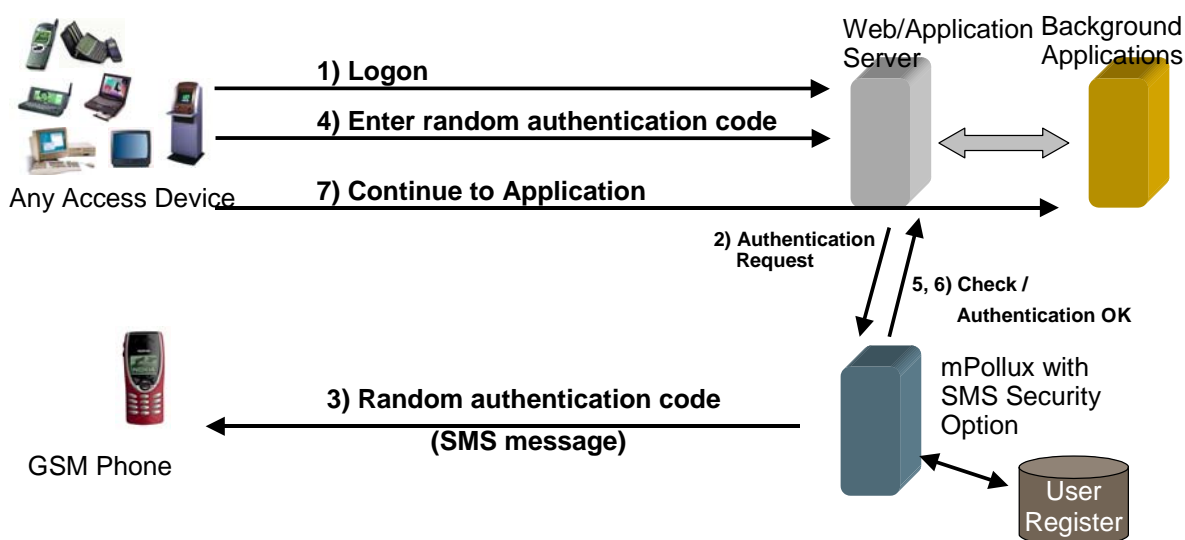 Web/Application
Server
Background
Applications
1) Logon
4) Enter random authentication code
Any Access Device
7) Continue to Application
2) Authentication
Request
5, 6) Check /
Authentication OK
mPollux with
SMS Security
Option
3) Random authentication code
(SMS message)
GSM Phone
NOKIA
User
Register